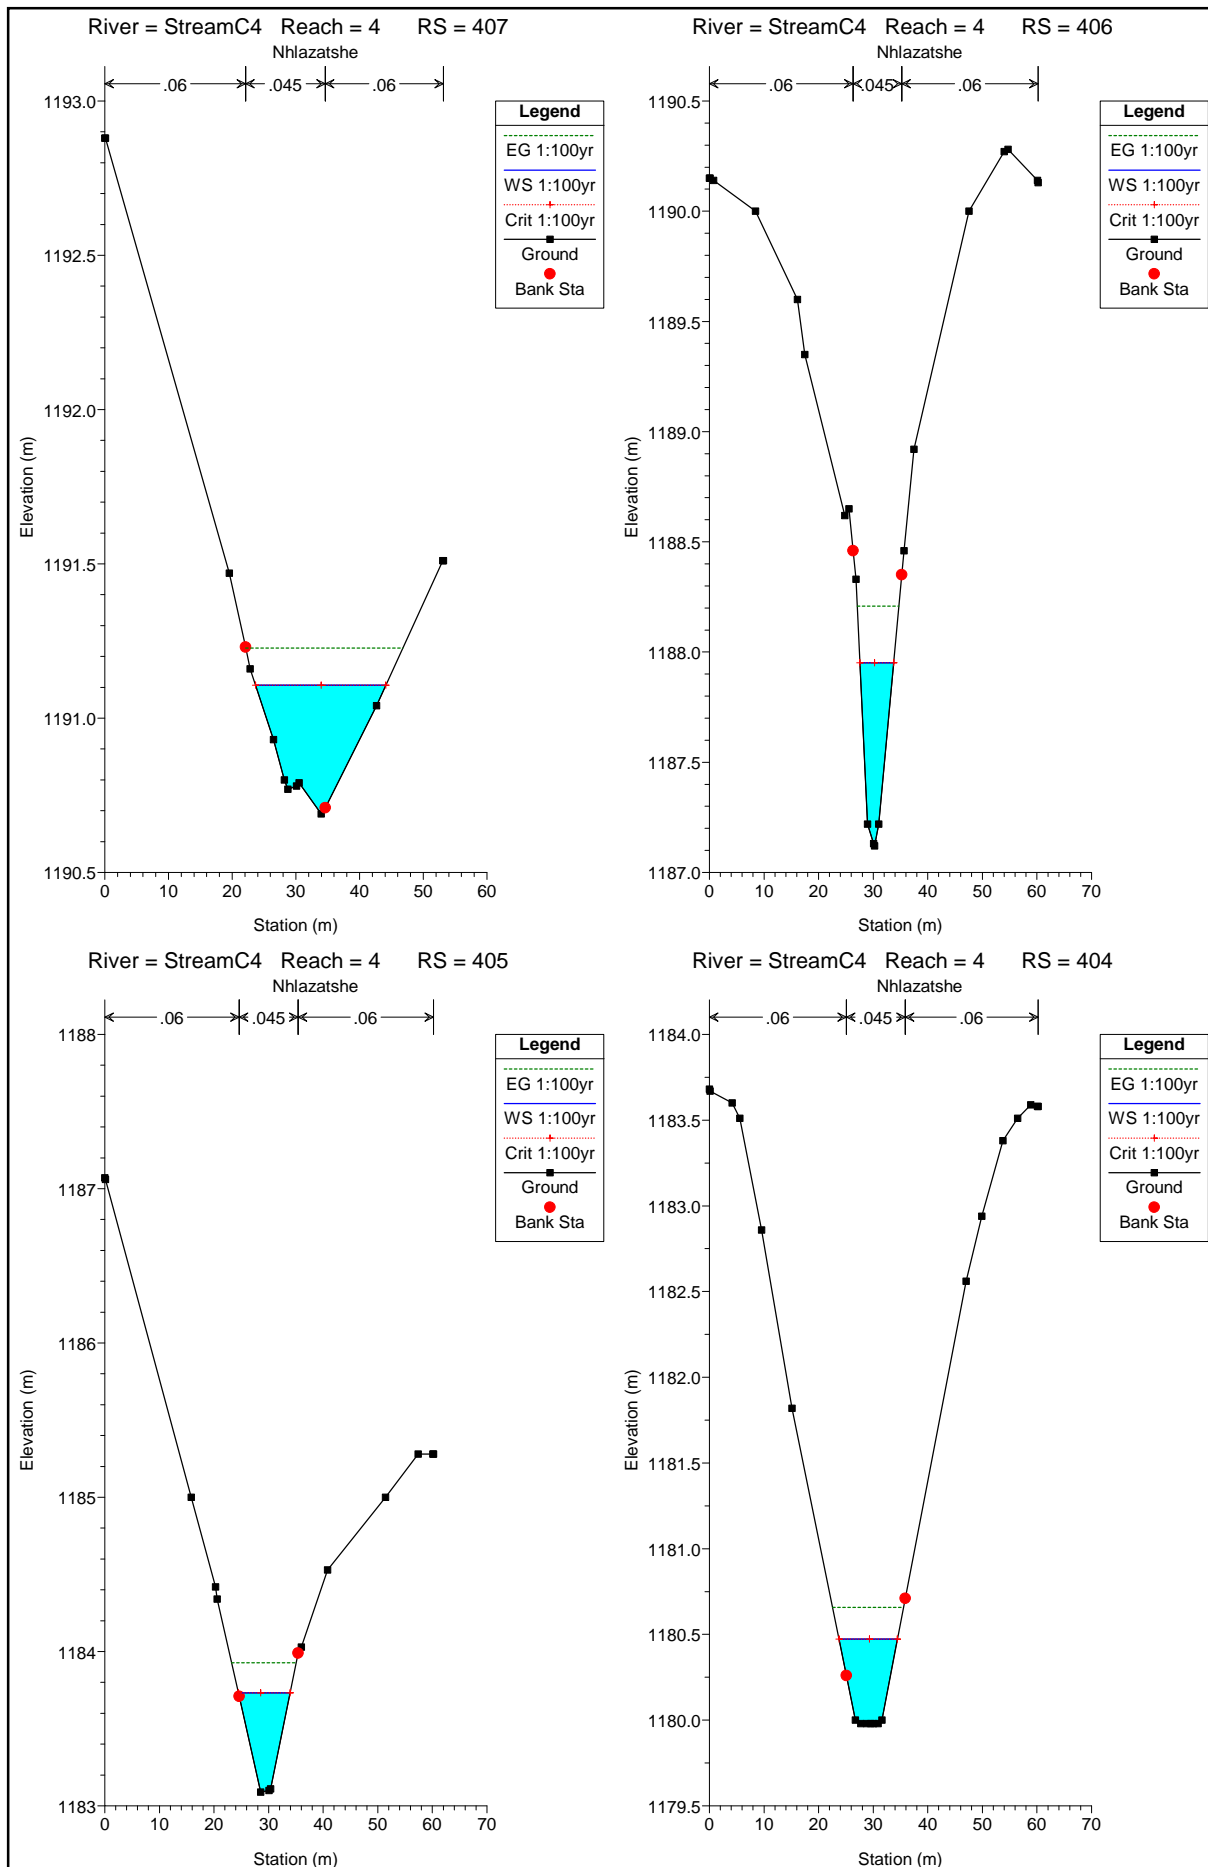 River = StreamC4 Reach = 4 RS = 407
Nhlazatshe
.06 .045 .06
1193.0
1192.5
1192.0
1191.5
1191.0
1190.5
Elevation (m)
0 10 20 30 40 50 60
Station (m)
Legend
EG 1:100yr
WS 1:100yr
Crit 1:100yr
Ground
Bank Sta
River = StreamC4 Reach = 4 RS = 406
Nhlazatshe
.06 .045 .06
1190.5
1190.0
1189.5
1189.0
1188.5
1188.0
1187.5
1187.0
Elevation (m)
0 10 20 30 40 50 60 70
Station (m)
Legend
EG 1:100yr
WS 1:100yr
Crit 1:100yr
Ground
Bank Sta
River = StreamC4 Reach = 4 RS = 405
Nhlazatshe
.06 .045 .06
1188
1187
1186
1185
1184
1183
Elevation (m)
0 10 20 30 40 50 60 70
Station (m)
Legend
EG 1:100yr
WS 1:100yr
Crit 1:100yr
Ground
Bank Sta
River = StreamC4 Reach = 4 RS = 404
Nhlazatshe
.06 .045 .06
1184.0
1183.5
1183.0
1182.5
1182.0
1181.5
1181.0
1180.5
1180.0
1179.5
Elevation (m)
0 10 20 30 40 50 60 70
Station (m)
Legend
EG 1:100yr
WS 1:100yr
Crit 1:100yr
Ground
Bank Sta